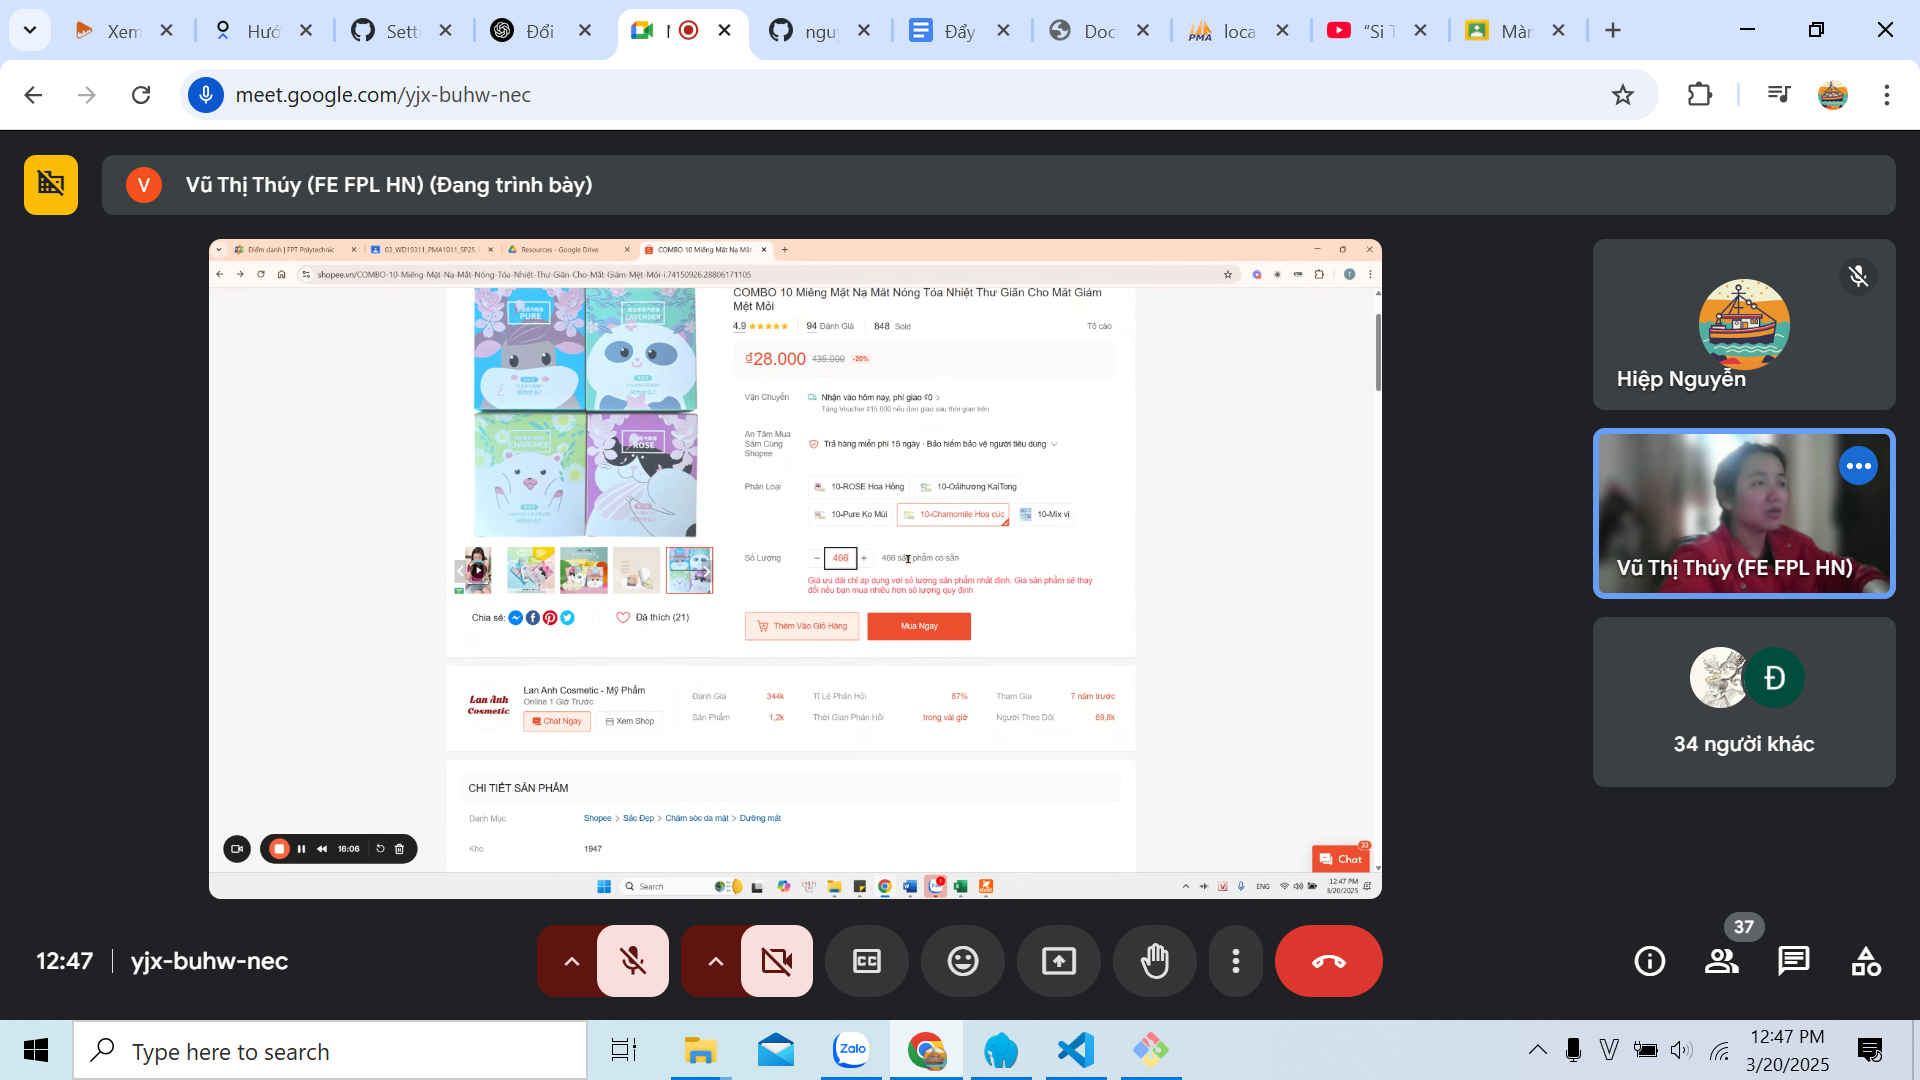 Xem
Hướ
Setti
Đổi
ngu
Đẩy
Doc
loca
"Si T
Màn
meet.google.com/yjx-buhw-nec
V
Vũ Thị Thúy (FE FPL HN) (Đang trình bày)
Điểm danh | FPT Polytechnic
03_WD19311_PMA1011_SP25_
Resources - Google Drive
COMBO 10 Miếng Mặt Nạ Mắt
shopee.vn/COMBO-10-Miếng-Mặt-Nạ-Mắt-Nóng-Tỏa-Nhiệt-Thư-Giãn-Cho-Mắt-Giảm-Mệt-Mỏi-i.74150926.28806171105
COMBO 10 Miếng Mặt Nạ Mắt Nóng Tỏa Nhiệt Thư Giãn Cho Mắt Giảm
Mệt Mỏi
4.9
94 Đánh Giá
848 Sold
Tố cáo
₫28.000 ₫35.000 -20%
Vận Chuyển
Nhận vào hôm nay, phí giao ₫0
Tặng Voucher ₫15.000 nếu đơn giao sau thời gian trên.
An Tâm Mua
Sắm Cùng
Shopee
Trả hàng miễn phí 15 ngày · Bảo hiểm bảo vệ người tiêu dùng
Phân Loại
10-ROSE Hoa Hồng
10-Oảihương KaiTong
10-Pure Ko Mùi
10-Chamomile Hoa cúc
10-Mix vị
Số Lượng
466
466 sản phẩm có sẵn
Giá ưu đãi chỉ áp dụng với số lượng sản phẩm nhất định. Giá sản phẩm sẽ thay
đổi nếu bạn mua nhiều hơn số lượng quy định
PURE
LAVENDER
CHAMOMILE
ROSE
Chia sẻ:
Đã thích (21)
Thêm Vào Giỏ Hàng
Mua Ngay
Lan Anh
Cosmetic
Lan Anh Cosmetic - Mỹ Phẩm
Online 1 Giờ Trước
Chat Ngay
Xem Shop
Đánh Giá 344k
Tỉ Lệ Phản Hồi 87%
Tham Gia 7 năm trước
Sản Phẩm 1,2k
Thời Gian Phản Hồi trong vài giờ
Người Theo Dõi 69,8k
CHI TIẾT SẢN PHẨM
Danh Mục
Shopee > Sắc Đẹp > Chăm sóc da mặt > Dưỡng mắt
Kho
1947
16:06
33
Chat
Search
ENG
12:47 PM
3/20/2025
Hiệp Nguyễn
Vũ Thị Thúy (FE FPL HN)
Đ
34 người khác
12:47
yjx-buhw-nec
37
Type here to search
Zalo
12:47 PM
3/20/2025